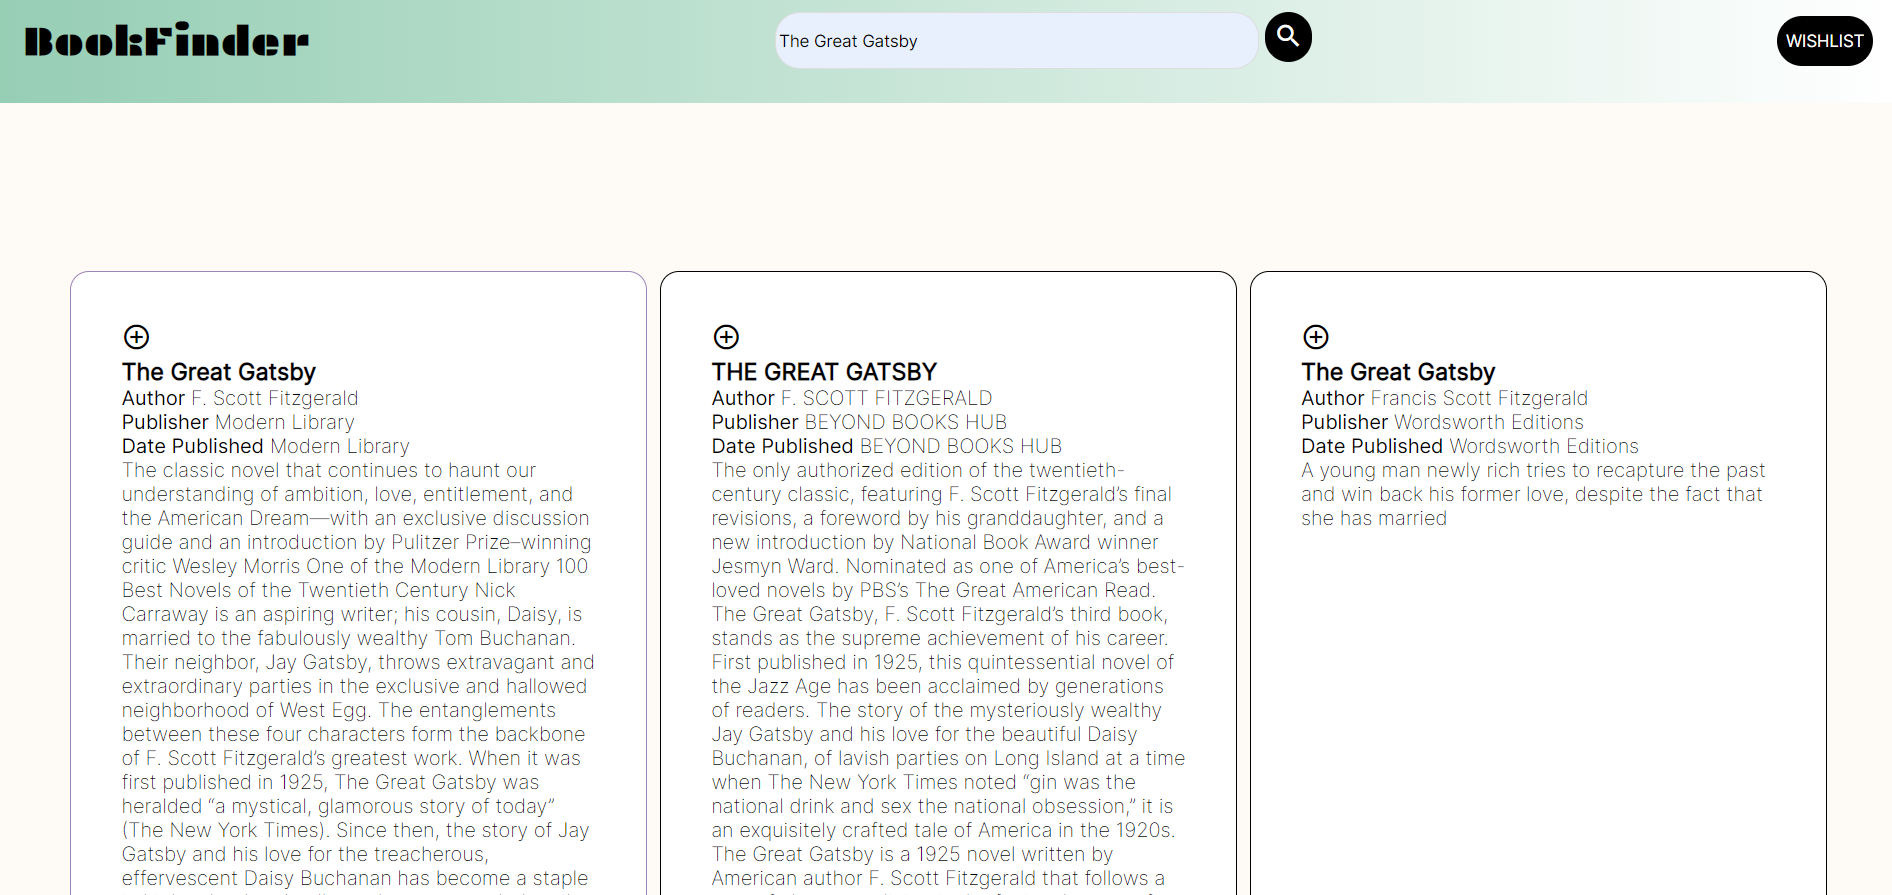 BookFinder
The Great Gatsby
WISHLIST
The Great Gatsby
Author F. Scott Fitzgerald
Publisher Modern Library
Date Published Modern Library
The classic novel that continues to haunt our
understanding of ambition, love, entitlement, and
the American Dream—with an exclusive discussion
guide and an introduction by Pulitzer Prize–winning
critic Wesley Morris One of the Modern Library 100
Best Novels of the Twentieth Century Nick
Carraway is an aspiring writer; his cousin, Daisy, is
married to the fabulously wealthy Tom Buchanan.
Their neighbor, Jay Gatsby, throws extravagant and
extraordinary parties in the exclusive and hallowed
neighborhood of West Egg. The entanglements
between these four characters form the backbone
of F. Scott Fitzgerald’s greatest work. When it was
first published in 1925, The Great Gatsby was
heralded “a mystical, glamorous story of today”
(The New York Times). Since then, the story of Jay
Gatsby and his love for the treacherous,
effervescent Daisy Buchanan has become a staple
THE GREAT GATSBY
Author F. SCOTT FITZGERALD
Publisher BEYOND BOOKS HUB
Date Published BEYOND BOOKS HUB
The only authorized edition of the twentieth-
century classic, featuring F. Scott Fitzgerald’s final
revisions, a foreword by his granddaughter, and a
new introduction by National Book Award winner
Jesmyn Ward. Nominated as one of America’s best-
loved novels by PBS’s The Great American Read.
The Great Gatsby, F. Scott Fitzgerald’s third book,
stands as the supreme achievement of his career.
First published in 1925, this quintessential novel of
the Jazz Age has been acclaimed by generations
of readers. The story of the mysteriously wealthy
Jay Gatsby and his love for the beautiful Daisy
Buchanan, of lavish parties on Long Island at a time
when The New York Times noted “gin was the
national drink and sex the national obsession,” it is
an exquisitely crafted tale of America in the 1920s.
The Great Gatsby is a 1925 novel written by
American author F. Scott Fitzgerald that follows a
The Great Gatsby
Author Francis Scott Fitzgerald
Publisher Wordsworth Editions
Date Published Wordsworth Editions
A young man newly rich tries to recapture the past
and win back his former love, despite the fact that
she has married